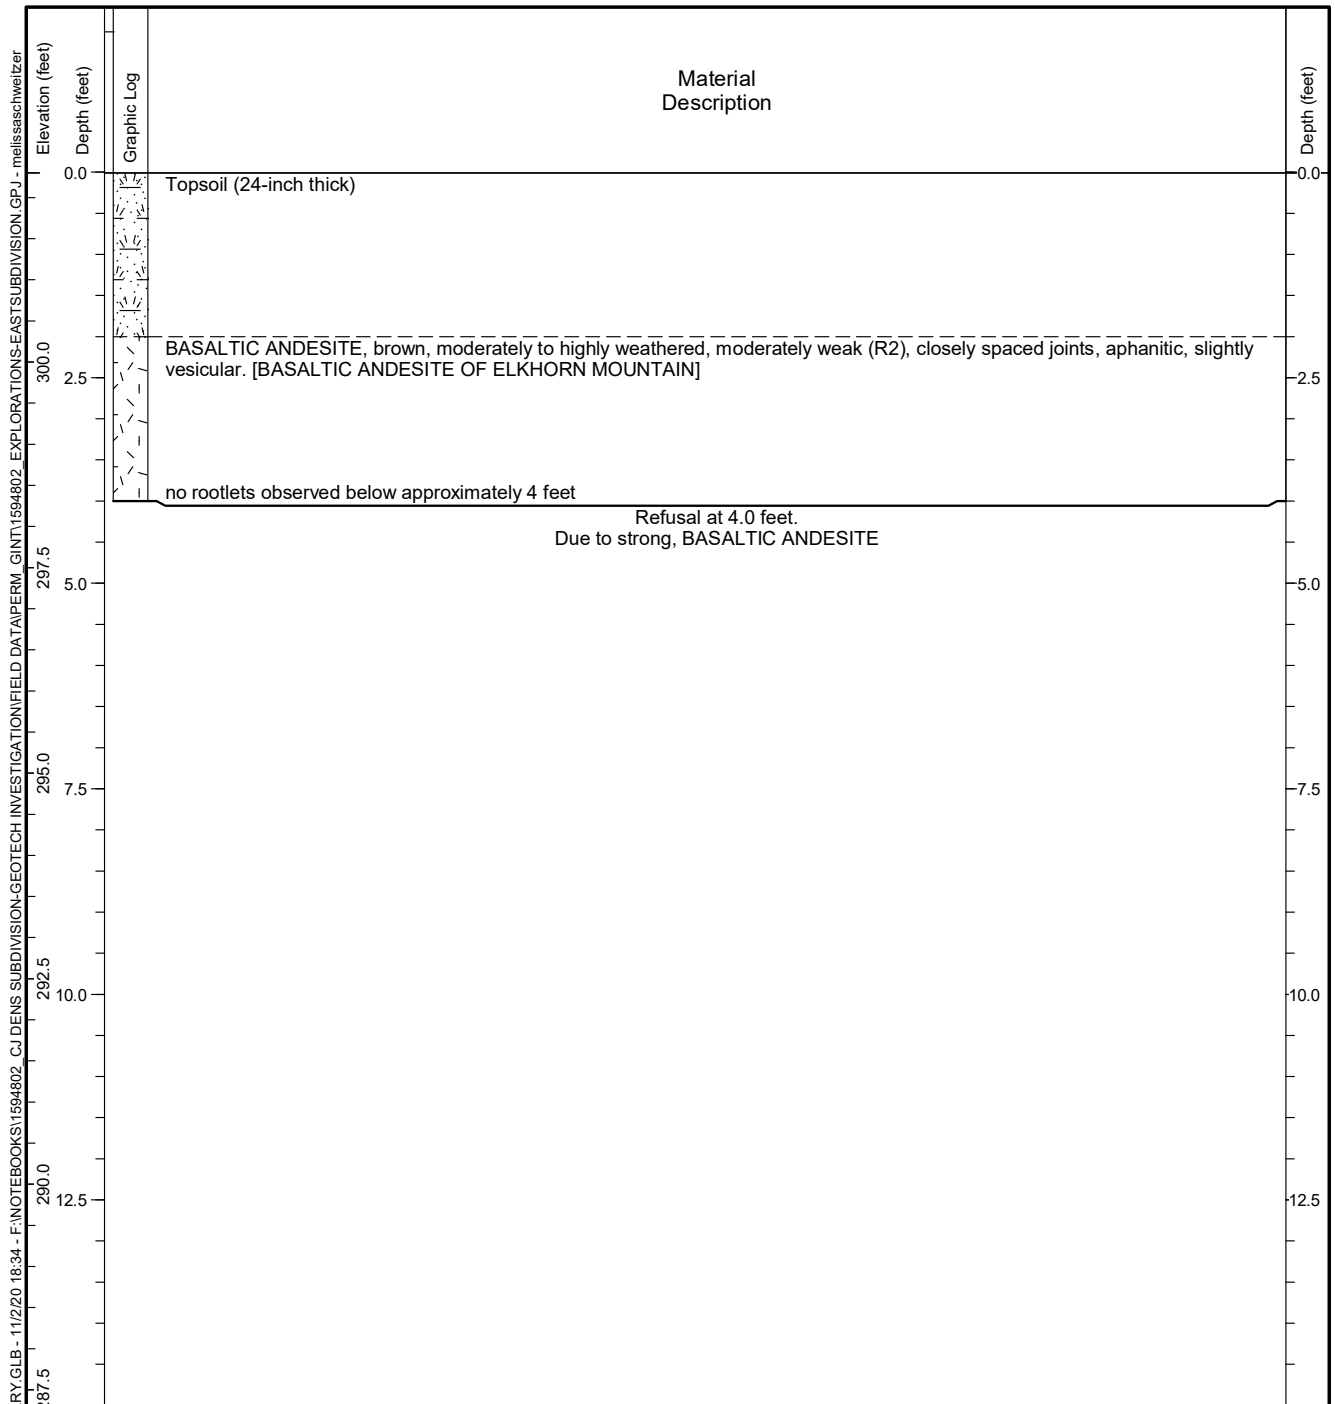 Elevation (feet)
Depth (feet)
Graphic Log
Material
Description
Depth (feet)
0.0
Topsoil (24-inch thick)
0.0
300.0
BASALTIC ANDESITE, brown, moderately to highly weathered, moderately weak (R2), closely spaced joints, aphanitic, slightly
vesicular. [BASALTIC ANDESITE OF ELKHORN MOUNTAIN]
2.5
2.5
no rootlets observed below approximately 4 feet
Refusal at 4.0 feet.
Due to strong, BASALTIC ANDESITE
297.5
5.0
5.0
295.0
7.5
7.5
292.5
10.0
10.0
290.0
12.5
12.5
287.5
RY.GLB - 11/2/20 18:34 - F:\NOTEBOOKS\1594802_CJ DENS SUBDIVISION-GEOTECH INVESTIGATION\FIELD DATA\PERM_GINT\1594802_EXPLORATIONS-EASTSUBDIVISION.GPJ - melissaschweitzer